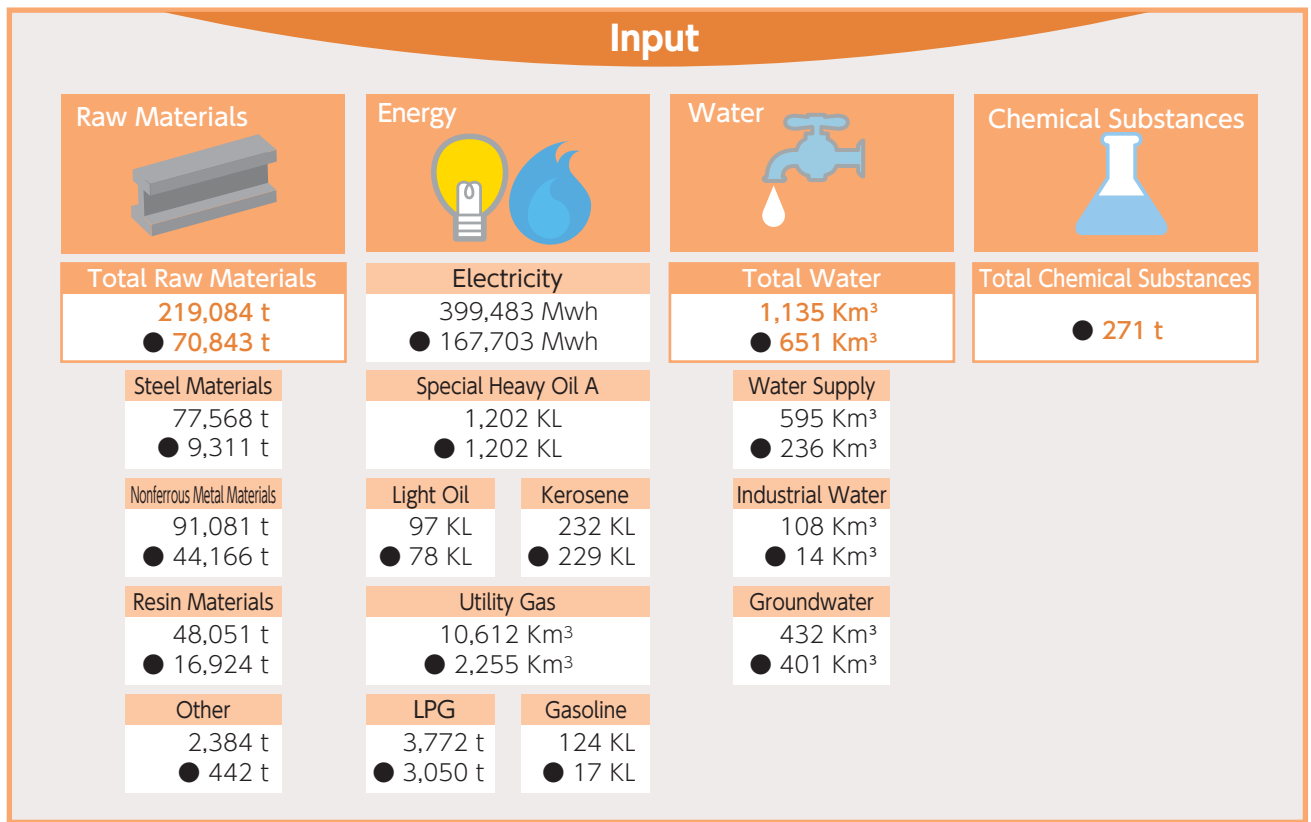 Input
Raw Materials
Total Raw Materials
219,084 t
● 70,843 t
Steel Materials
77,568 t
● 9,311 t
Nonferrous Metal Materials
91,081 t
● 44,166 t
Resin Materials
48,051 t
● 16,924 t
Other
2,384 t
● 442 t
Energy
Electricity
399,483 Mwh
● 167,703 Mwh
Special Heavy Oil A
1,202 KL
● 1,202 KL
Light Oil
97 KL
● 78 KL
Kerosene
232 KL
● 229 KL
Utility Gas
10,612 Km³
● 2,255 Km³
LPG
3,772 t
● 3,050 t
Gasoline
124 KL
● 17 KL
Water
Total Water
1,135 Km³
● 651 Km³
Water Supply
595 Km³
● 236 Km³
Industrial Water
108 Km³
● 14 Km³
Groundwater
432 Km³
● 401 Km³
Chemical Substances
Total Chemical Substances
● 271 t